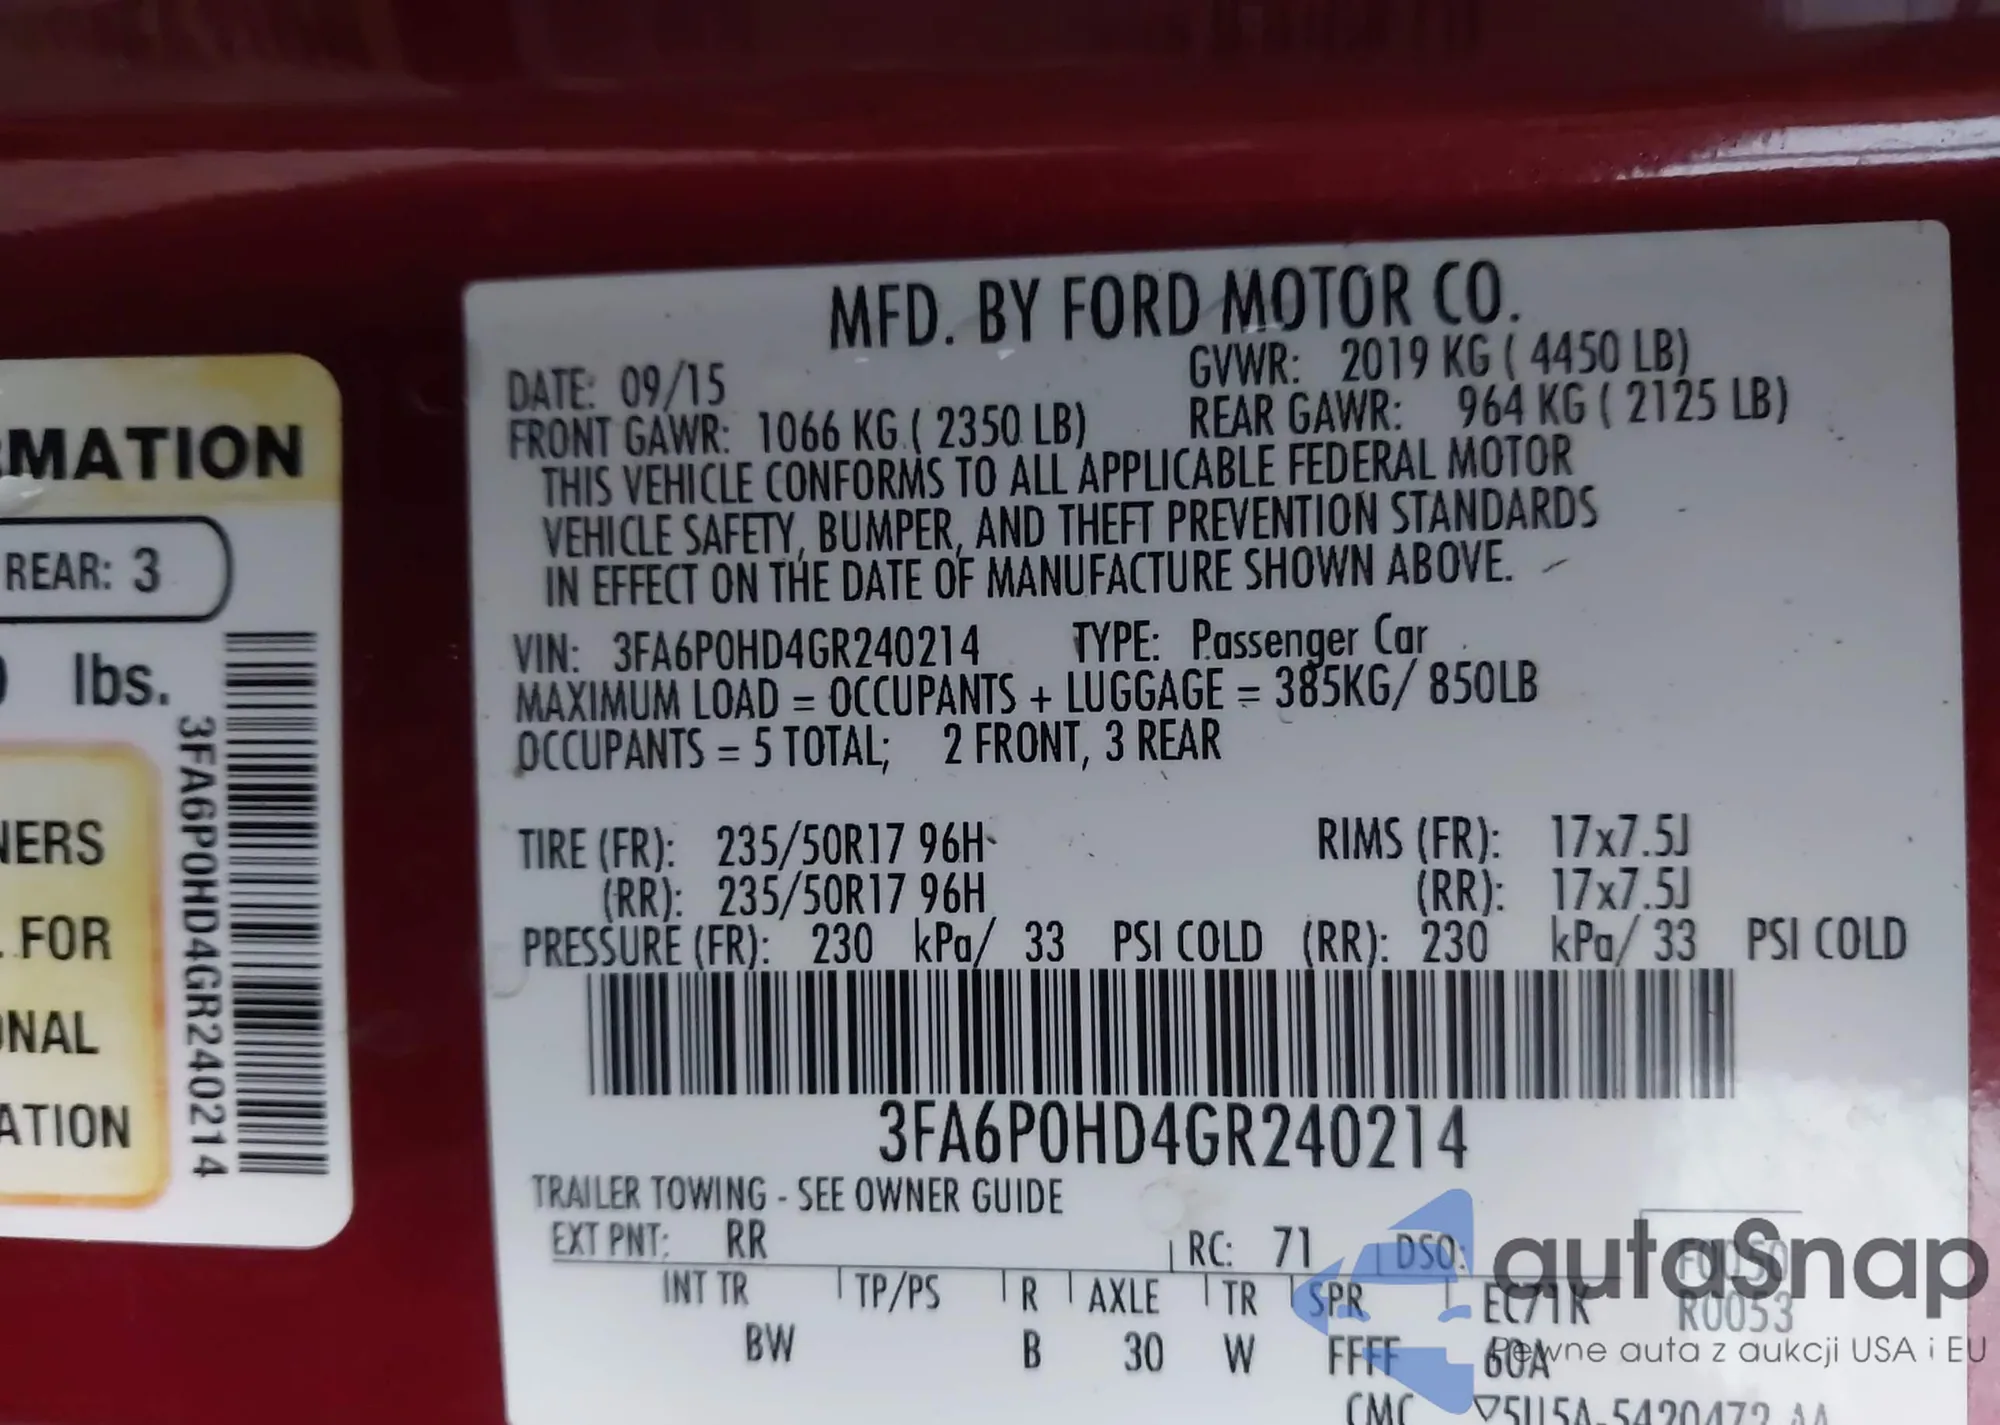 RMATION
REAR: 3
lbs.
3FA6P0HD4GR240214
FOR
ONAL
MFD. BY FORD MOTOR CO.
DATE: 09/15 GVWR: 2019 KG ( 4450 LB)
FRONT GAWR: 1066 KG ( 2350 LB) REAR GAWR: 964 KG ( 2125 LB)
THIS VEHICLE CONFORMS TO ALL APPLICABLE FEDERAL MOTOR
VEHICLE SAFETY, BUMPER, AND THEFT PREVENTION STANDARDS
IN EFFECT ON THE DATE OF MANUFACTURE SHOWN ABOVE.
VIN: 3FA6P0HD4GR240214 TYPE: Passenger Car
MAXIMUM LOAD = OCCUPANTS + LUGGAGE = 385KG/ 850LB
OCCUPANTS = 5 TOTAL; 2 FRONT, 3 REAR
TIRE (FR): 235/50R17 96H RIMS (FR): 17x7.5J
(RR): 235/50R17 96H (RR): 17x7.5J
PRESSURE (FR): 230 kPa/ 33 PSI COLD (RR): 230 kPa/ 33 PSI COLD
3FA6P0HD4GR240214
TRAILER TOWING - SEE OWNER GUIDE
EXT PNT: RR RC: 71 DSO:
INT TR TP/PS R AXLE TR SPR EC71K R0053
BW B 30 W FFFF 60A
CMC
autoSnap
Pewne auta z aukcji USA i EU